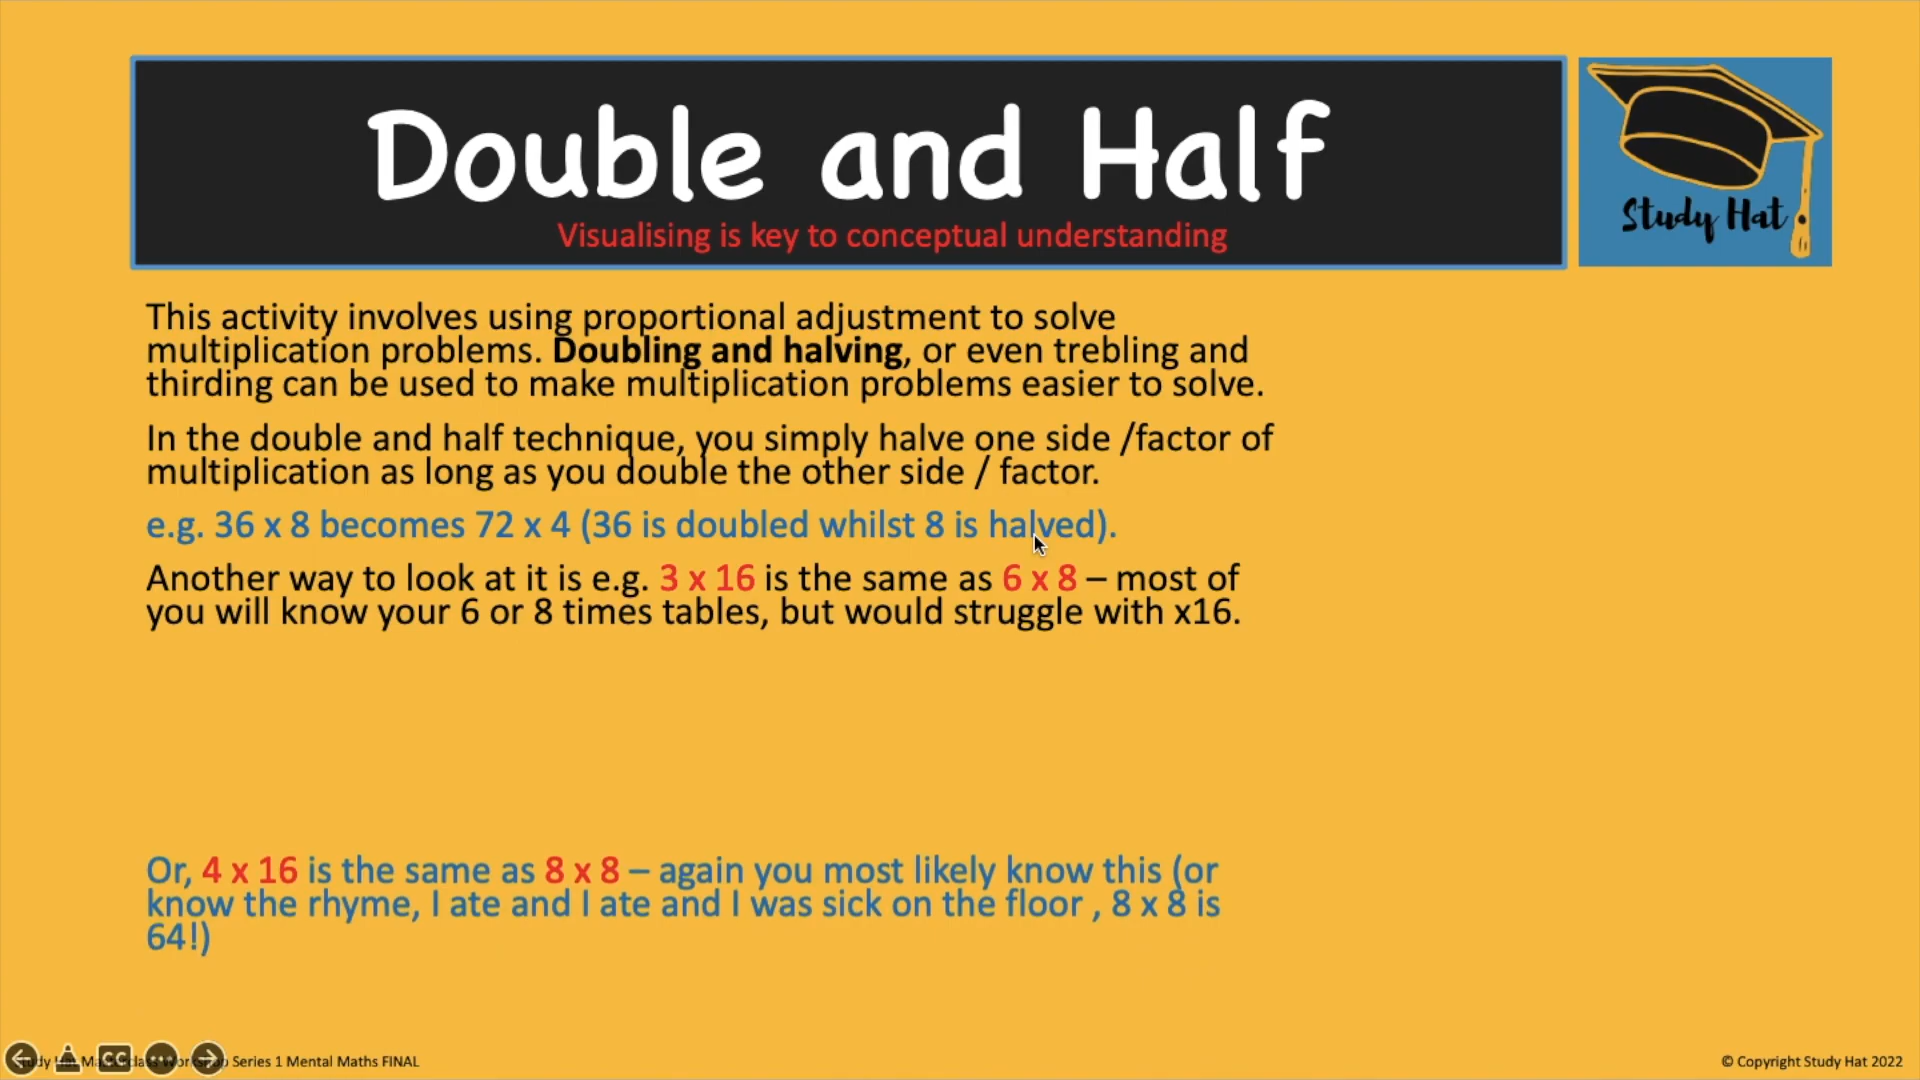 Double and Half
Visualising is key to conceptual understanding
Study Hat
This activity involves using proportional adjustment to solve
multiplication problems. Doubling and halving, or even trebling and
thirding can be used to make multiplication problems easier to solve.
In the double and half technique, you simply halve one side /factor of
multiplication as long as you double the other side / factor.
e.g. 36 x 8 becomes 72 x 4 (36 is doubled whilst 8 is halved).
Another way to look at it is e.g. 3 x 16 is the same as 6 x 8 – most of
you will know your 6 or 8 times tables, but would struggle with x16.
Or, 4 x 16 is the same as 8 x 8 – again you most likely know this (or
know the rhyme, I ate and I ate and I was sick on the floor , 8 x 8 is
64!)
Series 1 Mental Maths FINAL
© Copyright Study Hat 2022